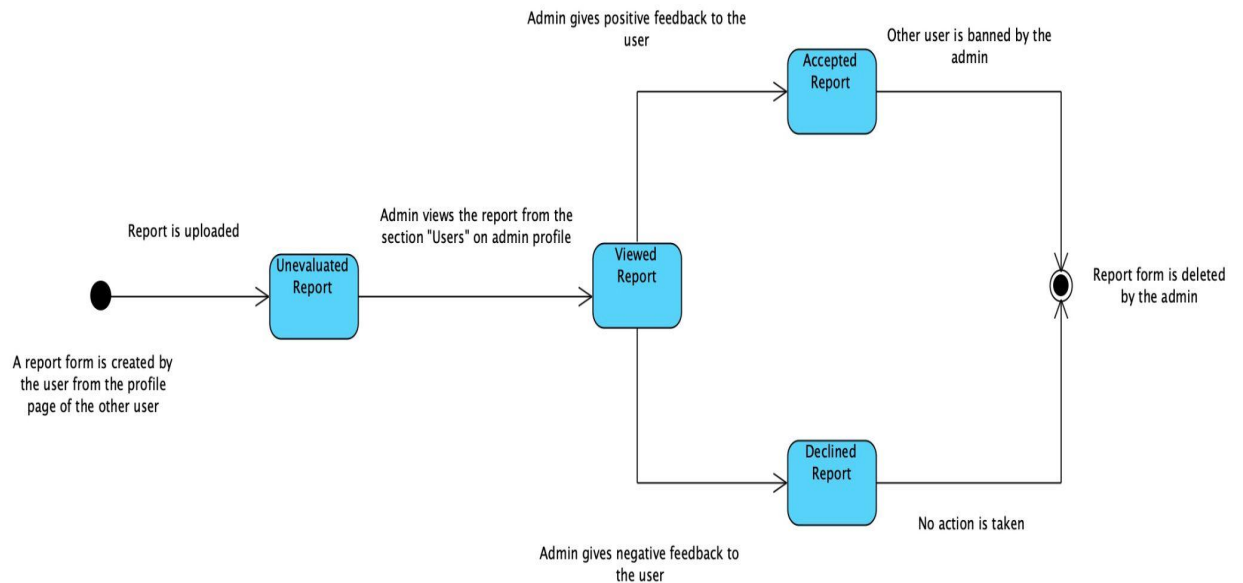 Admin gives positive feedback to the
user
Accepted
Report
Other user is banned by the
admin
Report is uploaded
Admin views the report from the
section "Users" on admin profile
Unevaluated
Report
Viewed
Report
Report form is deleted
by the admin
A report form is created by
the user from the profile
page of the other user
Declined
Report
No action is taken
Admin gives negative feedback to
the user